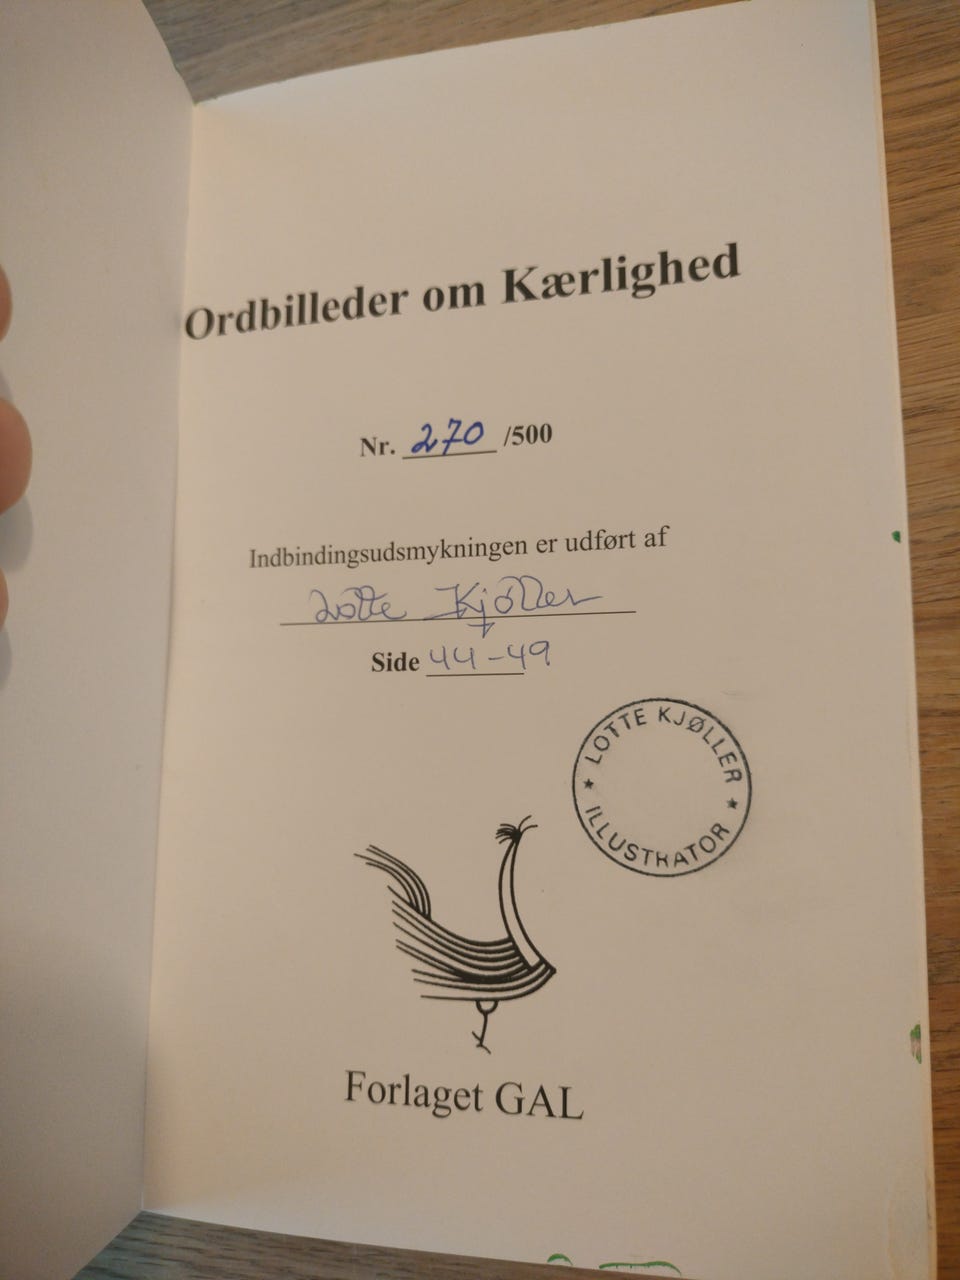 Ordbilleder om Kærlighed
Nr. 270 /500
Indbindingsudsmykningen er udført af
Lotte Kjøller
Side 44-49
LOTTE KJØLLER
ILLUSTRATOR
Forlaget GAL